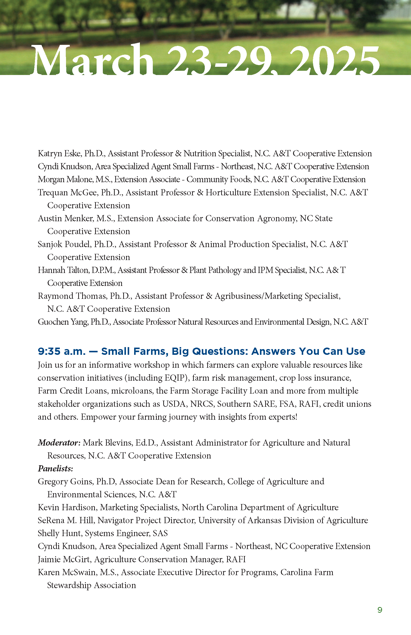 March 23-29, 2025
Katryn Eske, Ph.D., Assistant Professor & Nutrition Specialist, N.C. A&T Cooperative Extension
Cyndi Knudson, Area Specialized Agent Small Farms - Northeast, N.C. A&T Cooperative Extension
Morgan Malone, M.S., Extension Associate - Community Foods, N.C. A&T Cooperative Extension
Trequan McGee, Ph.D., Assistant Professor & Horticulture Extension Specialist, N.C. A&T
Cooperative Extension
Austin Menker, M.S., Extension Associate for Conservation Agronomy, NC State
Cooperative Extension
Sanjok Poudel, Ph.D., Assistant Professor & Animal Production Specialist, N.C. A&T
Cooperative Extension
Hannah Talton, D.P.M., Assistant Professor & Plant Pathology and IPM Specialist, N.C. A& T
Cooperative Extension
Raymond Thomas, Ph.D., Assistant Professor & Agribusiness/Marketing Specialist,
N.C. A&T Cooperative Extension
Guochen Yang, Ph.D., Associate Professor Natural Resources and Environmental Design, N.C. A&T
9:35 a.m. — Small Farms, Big Questions: Answers You Can Use
Join us for an informative workshop in which farmers can explore valuable resources like
conservation initiatives (including EQIP), farm risk management, crop loss insurance,
Farm Credit Loans, microloans, the Farm Storage Facility Loan and more from multiple
stakeholder organizations such as USDA, NRCS, Southern SARE, FSA, RAFI, credit unions
and others. Empower your farming journey with insights from experts!
Moderator: Mark Blevins, Ed.D., Assistant Administrator for Agriculture and Natural
Resources, N.C. A&T Cooperative Extension
Panelists:
Gregory Goins, Ph.D, Associate Dean for Research, College of Agriculture and
Environmental Sciences, N.C. A&T
Kevin Hardison, Marketing Specialists, North Carolina Department of Agriculture
SeRena M. Hill, Navigator Project Director, University of Arkansas Division of Agriculture
Shelly Hunt, Systems Engineer, SAS
Cyndi Knudson, Area Specialized Agent Small Farms - Northeast, NC Cooperative Extension
Jaimie McGirt, Agriculture Conservation Manager, RAFI
Karen McSwain, M.S., Associate Executive Director for Programs, Carolina Farm
Stewardship Association
9